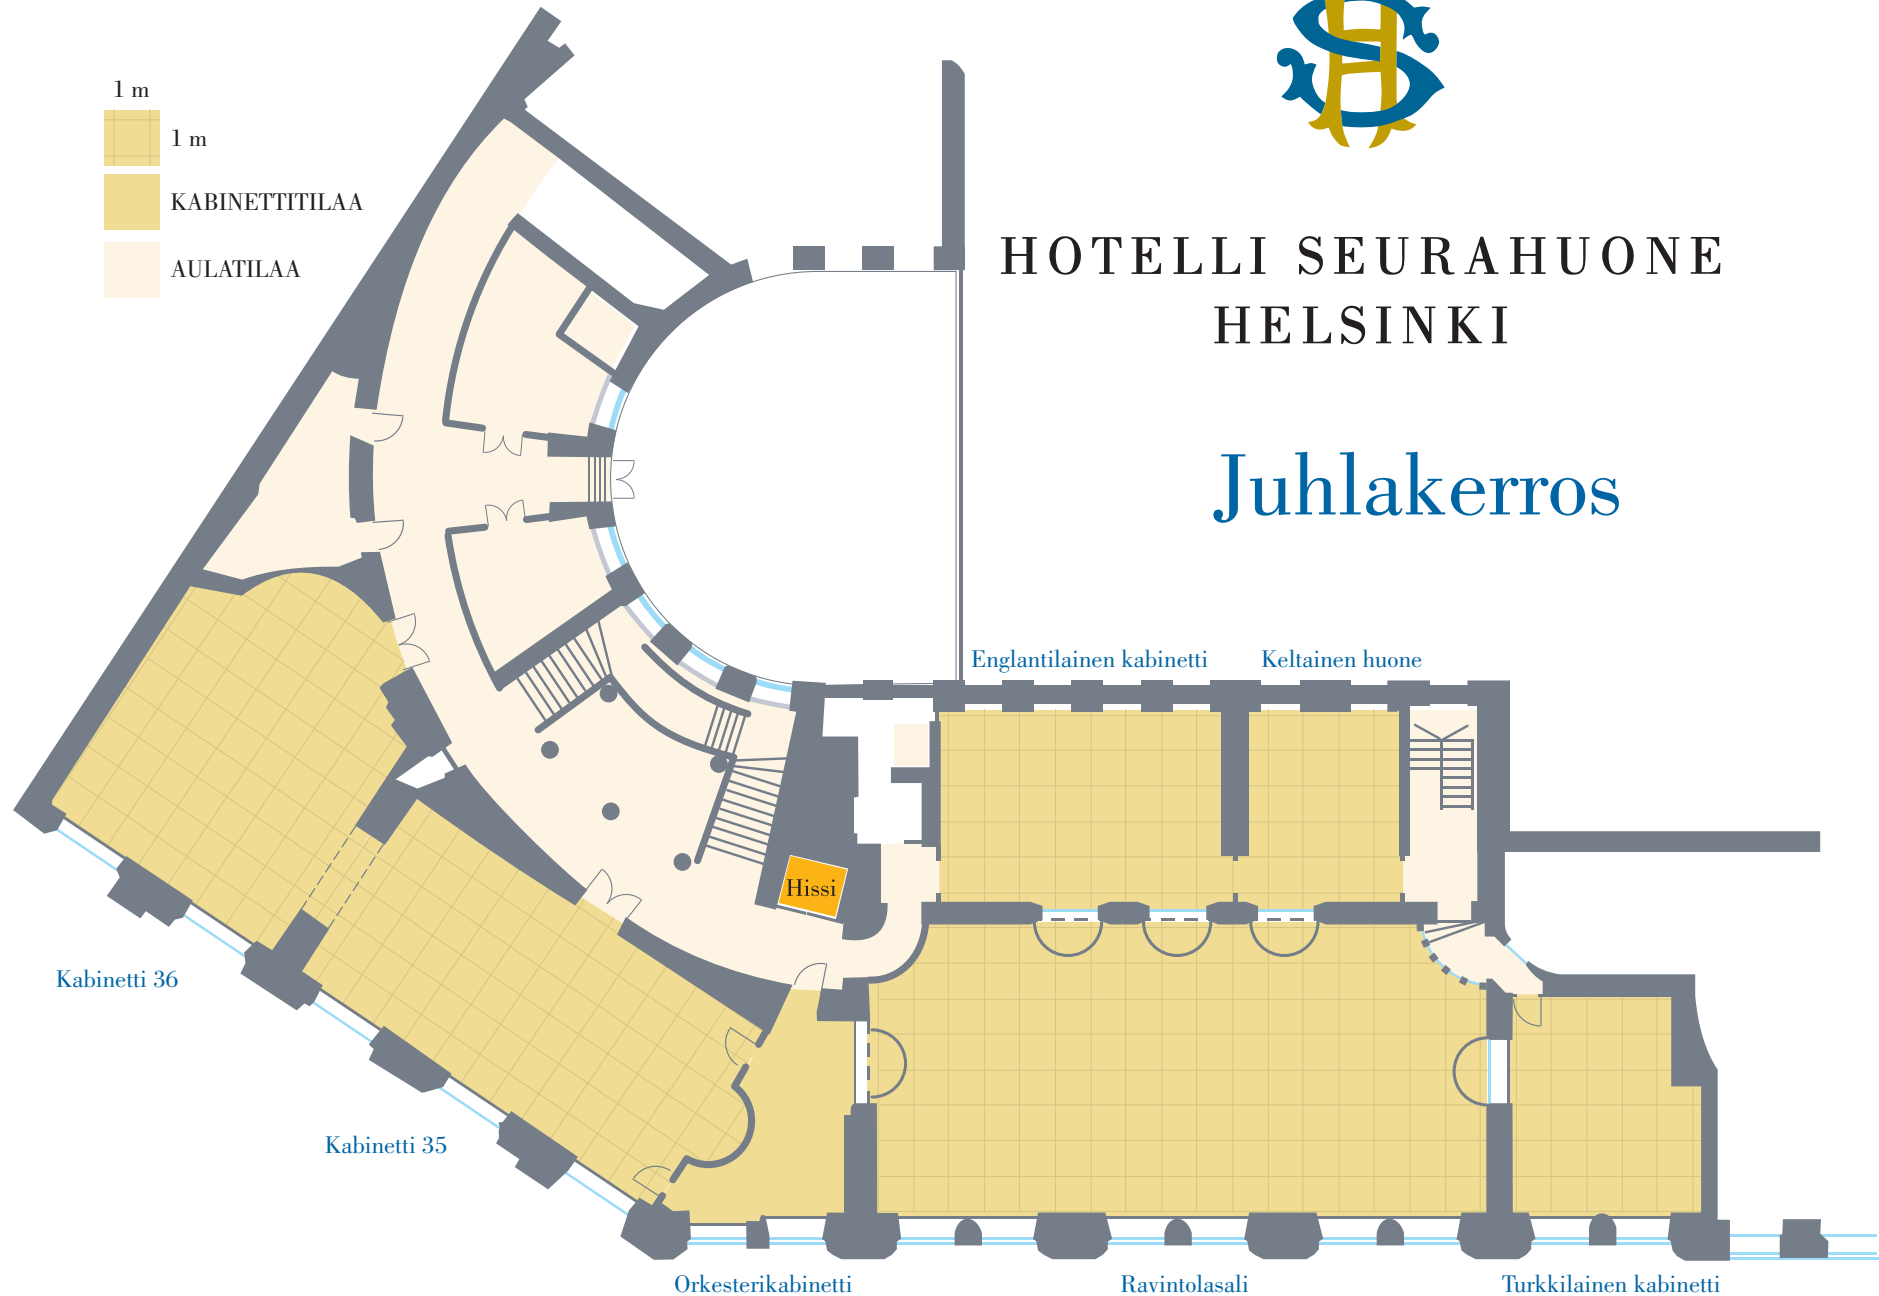 1 m
1 m
KABINETTITILAA
AULATILAA
SH
HOTELLI SEURAHUONE
HELSINKI
Juhlakerros
Englantilainen kabinetti
Keltainen huone
Hissi
Kabinetti 36
Kabinetti 35
Orkesterikabinetti
Ravintolasali
Turkkilainen kabinetti